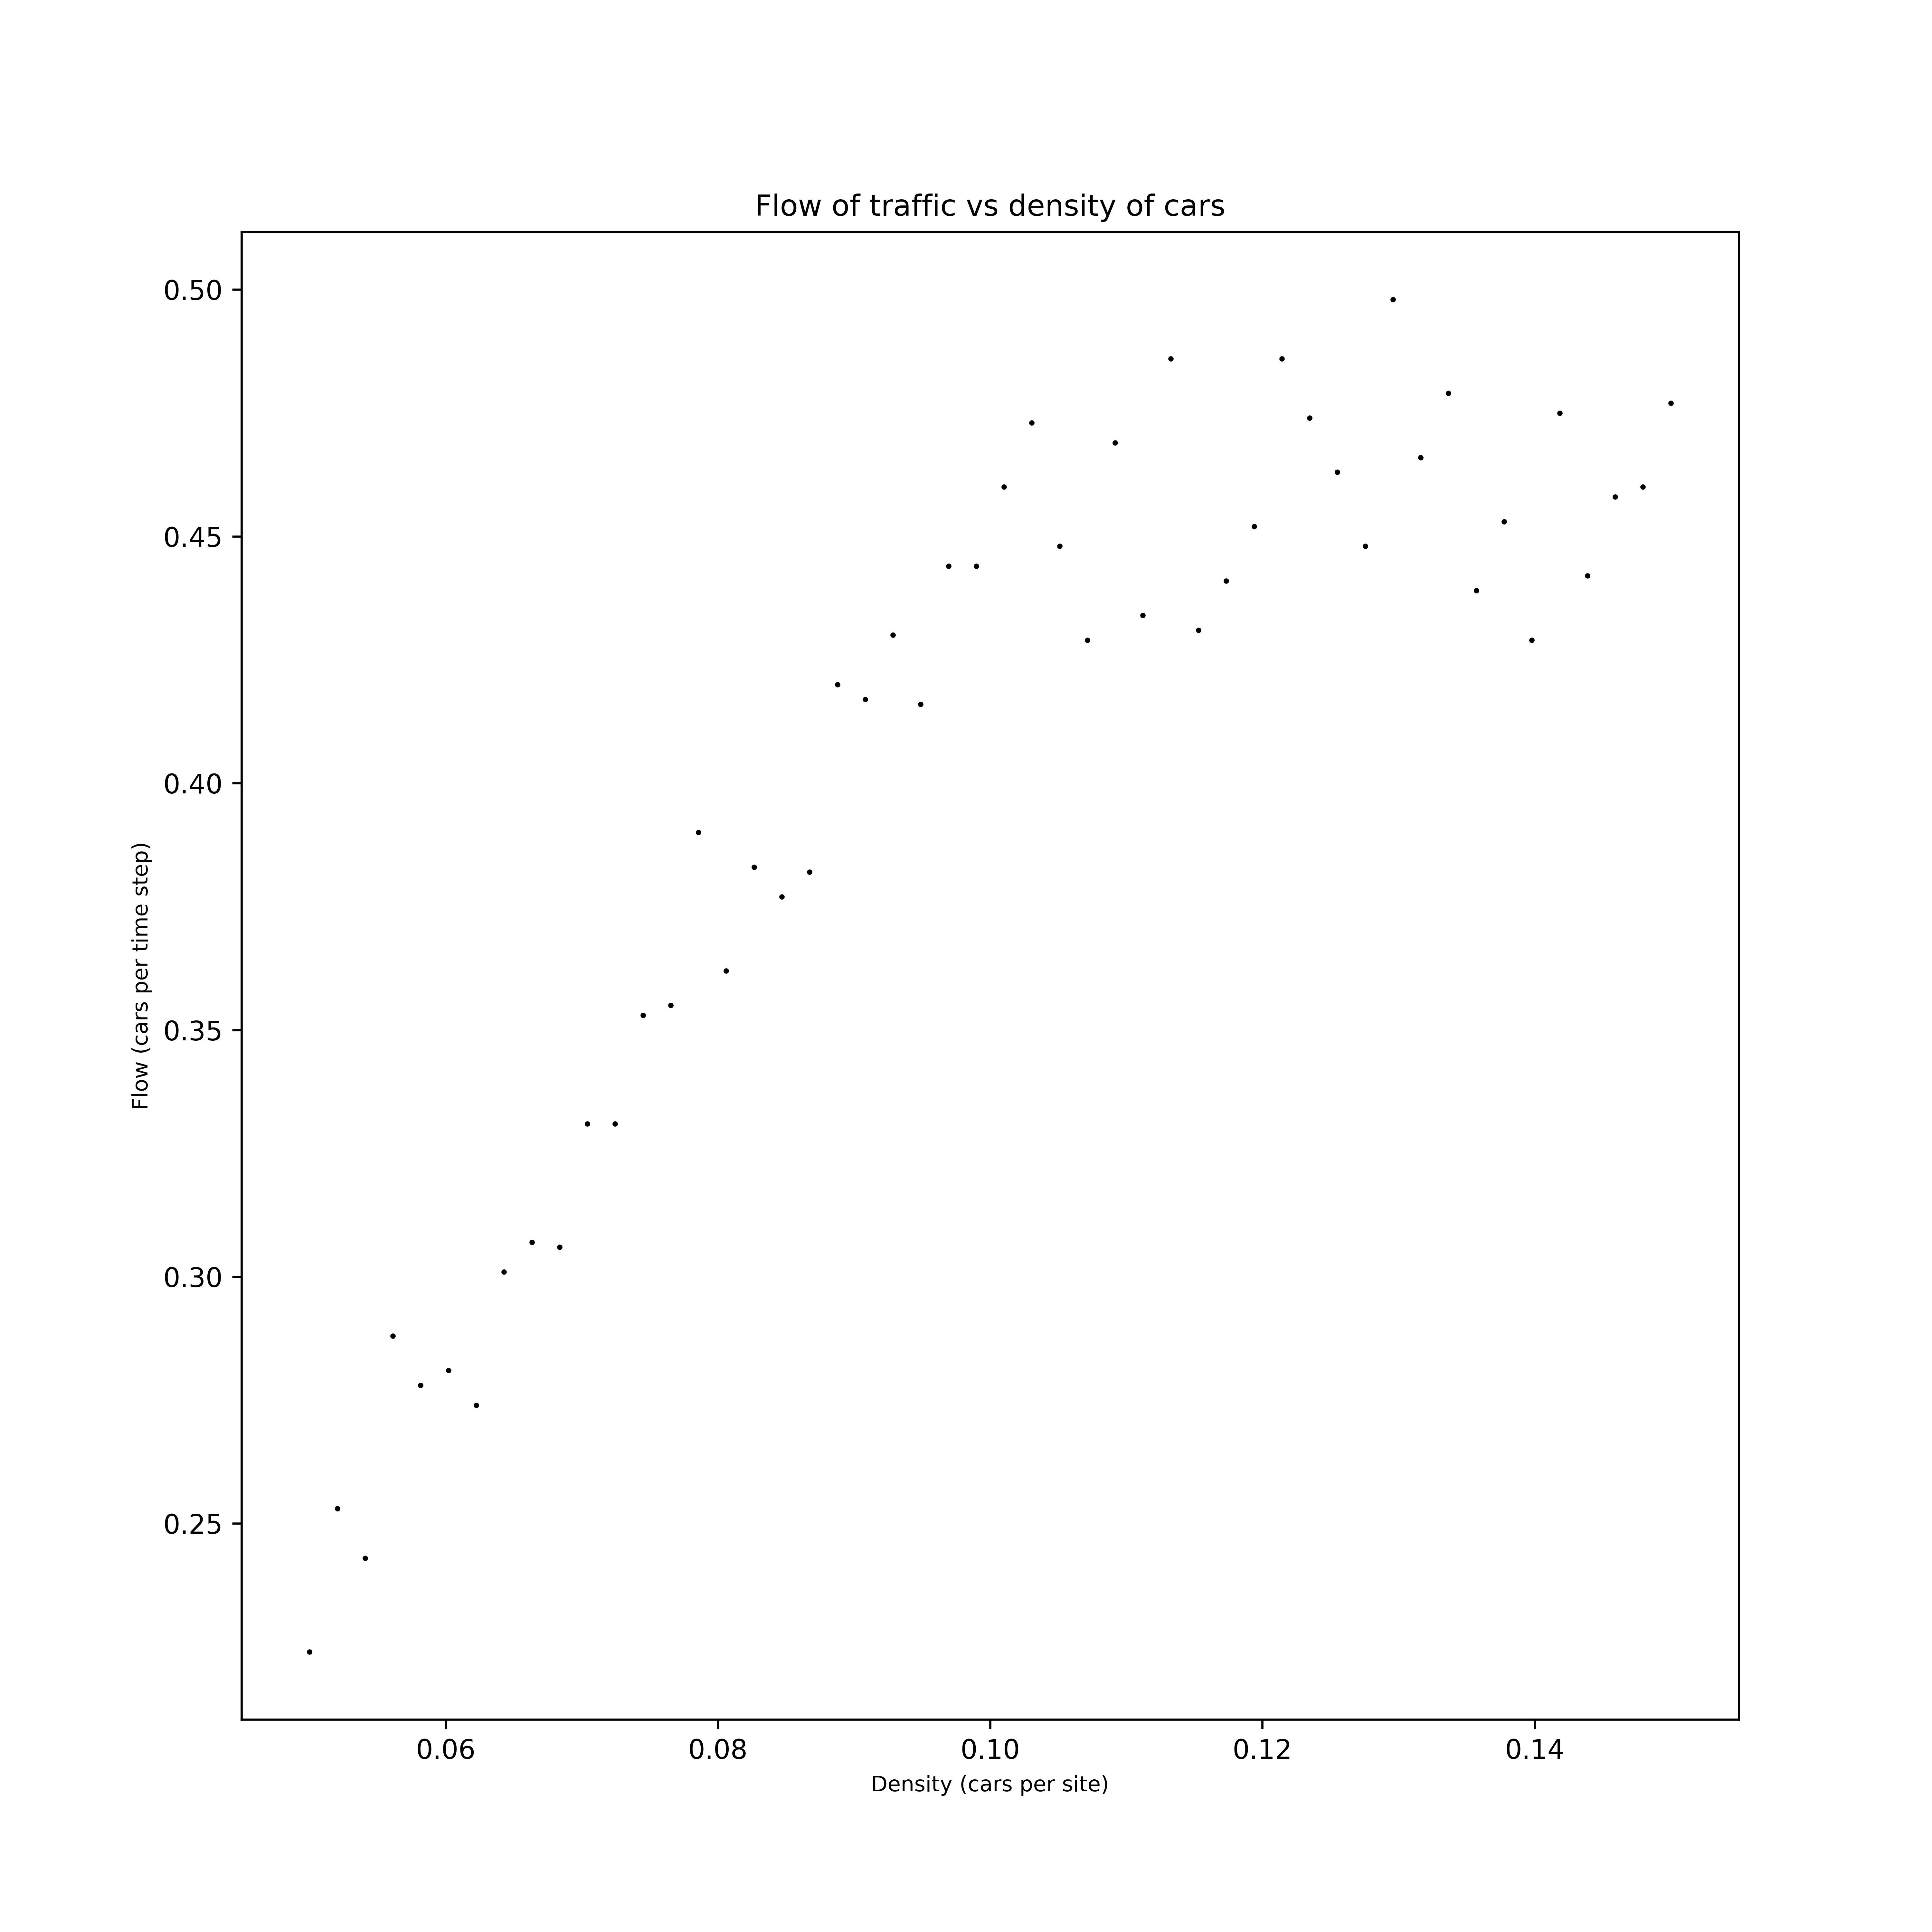 Flow of traffic vs density of cars
0.50
0.45
0.40
0.35
0.30
0.25
Flow (cars per time step)
0.06 0.08 0.10 0.12 0.14
Density (cars per site)